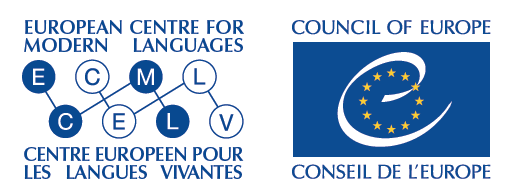 EUROPEAN CENTRE FOR
MODERN LANGUAGES
E C M L
C E L V
CENTRE EUROPEEN POUR
LES LANGUES VIVANTES
COUNCIL OF EUROPE
CONSEIL DE L'EUROPE